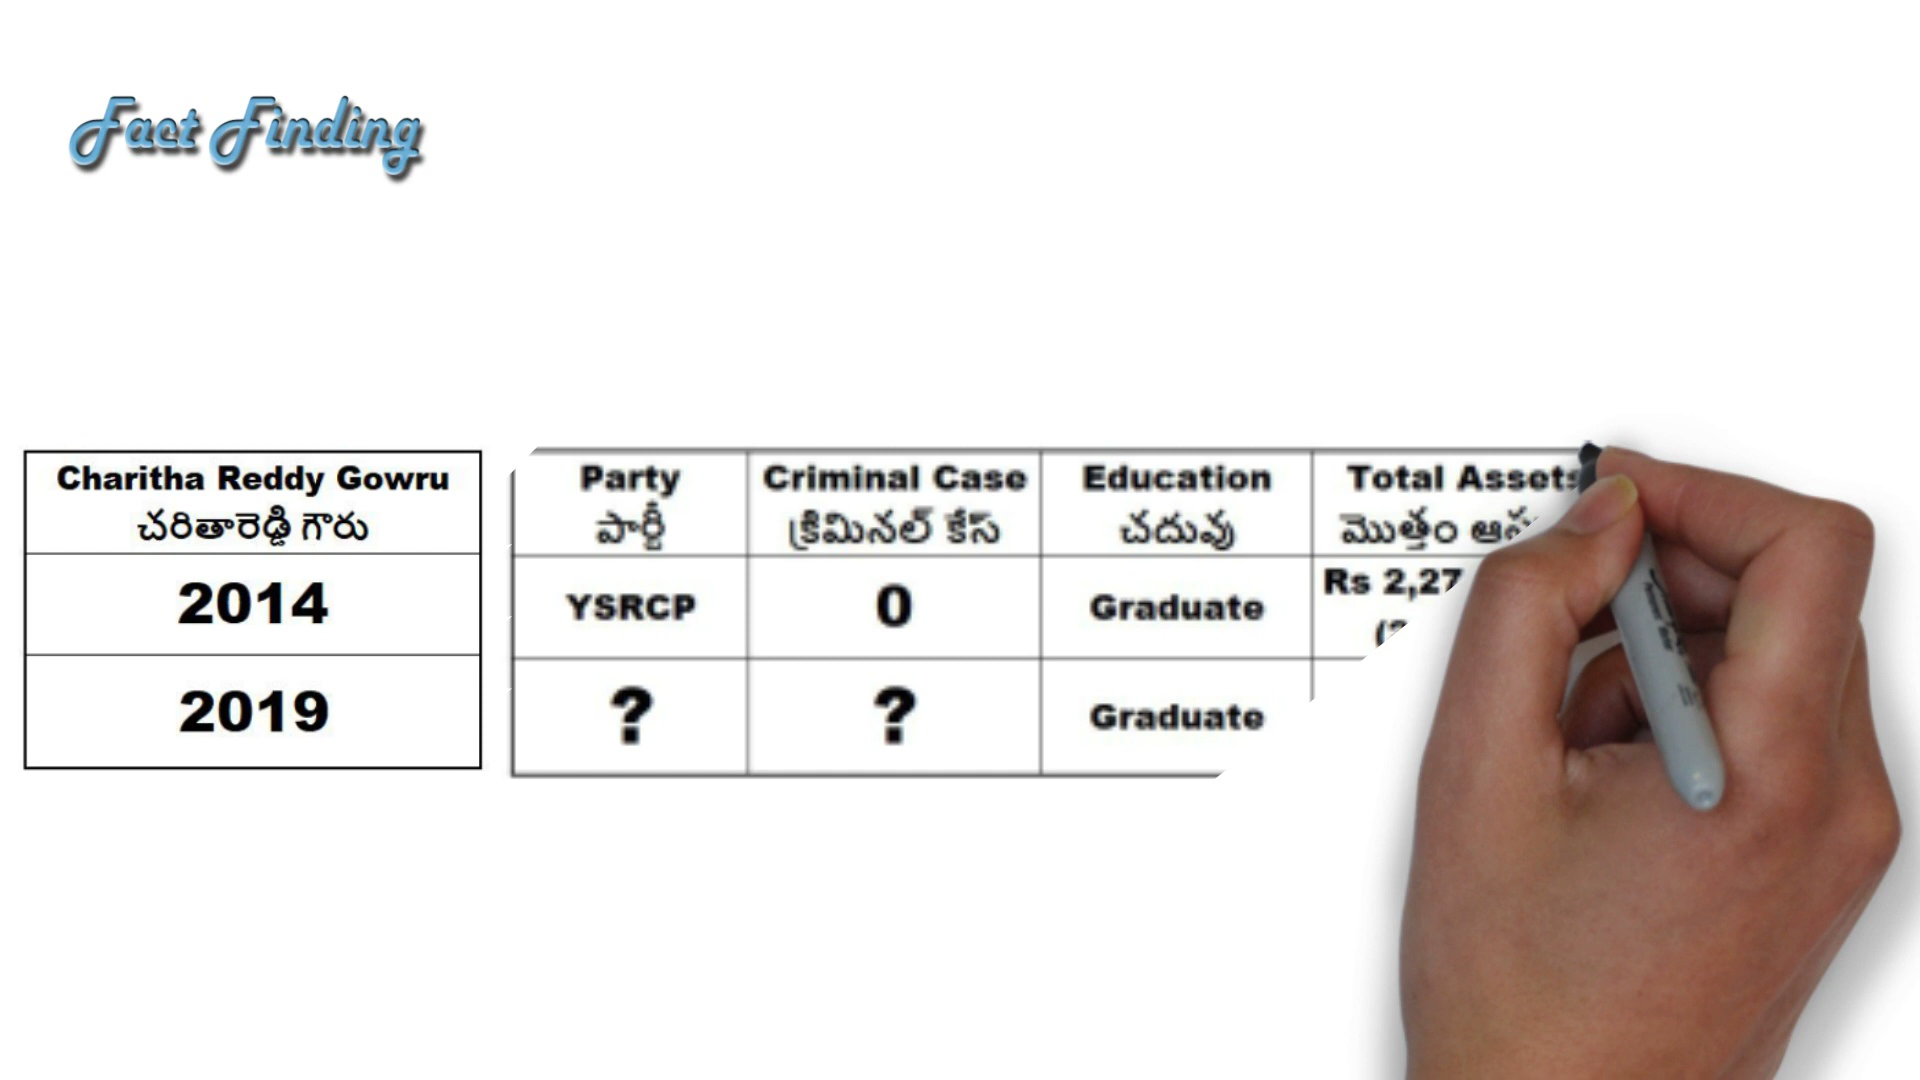 Fact Finding
Charitha Reddy Gowru
చరితారెడ్డి గౌరు
2014
2019
Party
పార్టీ
Criminal Case
క్రిమినల్ కేస్
Education
చదువు
Total Assets
మొత్తం
YSRCP
0
Graduate
Rs 2,27
?
?
Graduate